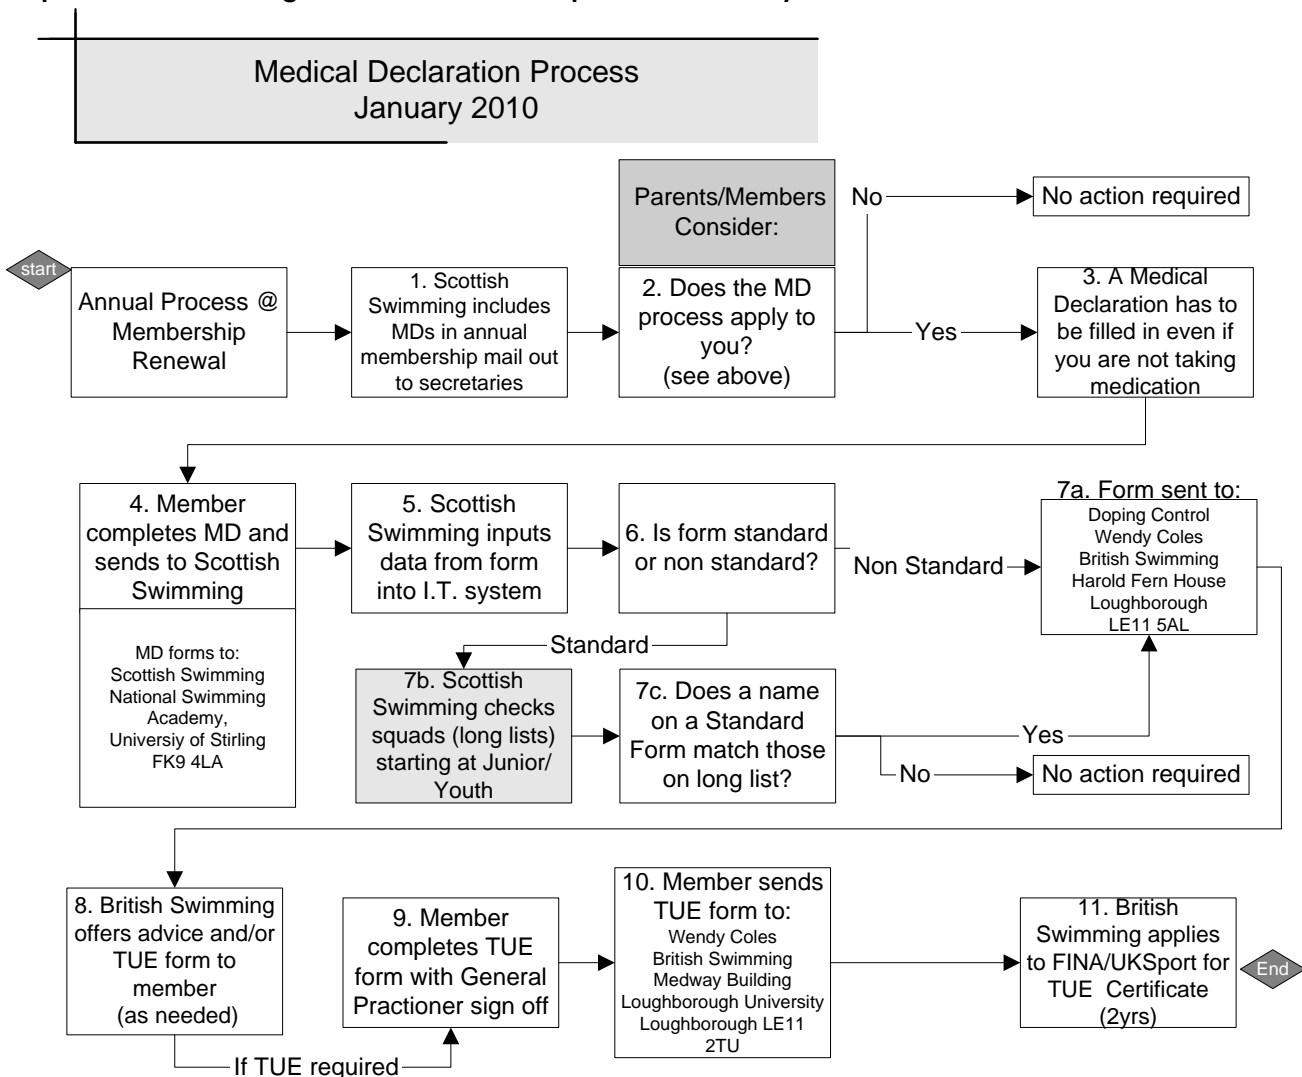 Medical Declaration Process
January 2010
Parents/Members
Consider:
No
No action required
start
Annual Process @
Membership
Renewal
1. Scottish
Swimming includes
MDs in annual
membership mail out
to secretaries
2. Does the MD
process apply to
you?
(see above)
Yes
3. A Medical
Declaration has to
be filled in even if
you are not taking
medication
4. Member
completes MD and
sends to Scottish
Swimming
MD forms to:
Scottish Swimming
National Swimming
Academy,
Universiy of Stirling
FK9 4LA
5. Scottish
Swimming inputs
data from form
into I.T. system
6. Is form standard
or non standard?
Non Standard
7a. Form sent to:
Doping Control
Wendy Coles
British Swimming
Harold Fern House
Loughborough
LE11 5AL
Standard
7b. Scottish
Swimming checks
squads (long lists)
starting at Junior/
Youth
7c. Does a name
on a Standard
Form match those
on long list?
Yes
No
No action required
8. British Swimming
offers advice and/or
TUE form to
member
(as needed)
If TUE required
9. Member
completes TUE
form with General
Practioner sign off
10. Member sends
TUE form to:
Wendy Coles
British Swimming
Medway Building
Loughborough University
Loughborough LE11
2TU
11. British
Swimming applies
to FINA/UKSport for
TUE Certificate
(2yrs)
End